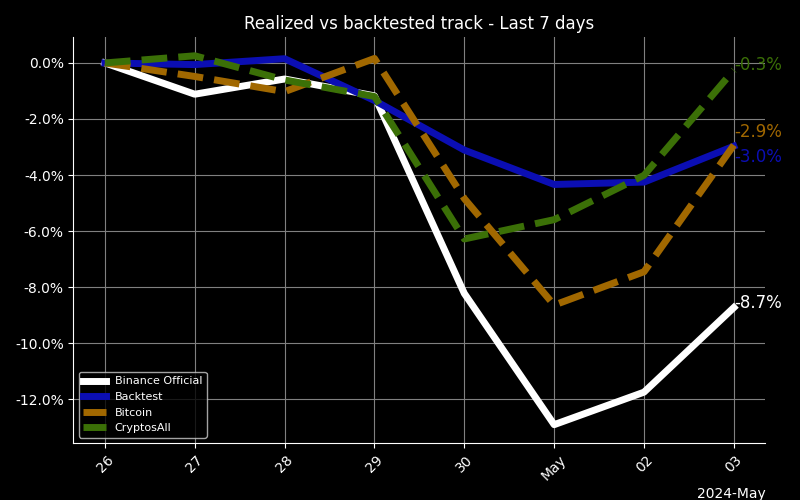 Realized vs backtested track - Last 7 days
0.0%
-2.0%
-4.0%
-6.0%
-8.0%
-10.0%
-12.0%
-0.3%
-2.9%
-3.0%
-8.7%
Binance Official
Backtest
Bitcoin
CryptosAll
26
27
28
29
30
May
02
03
2024-May